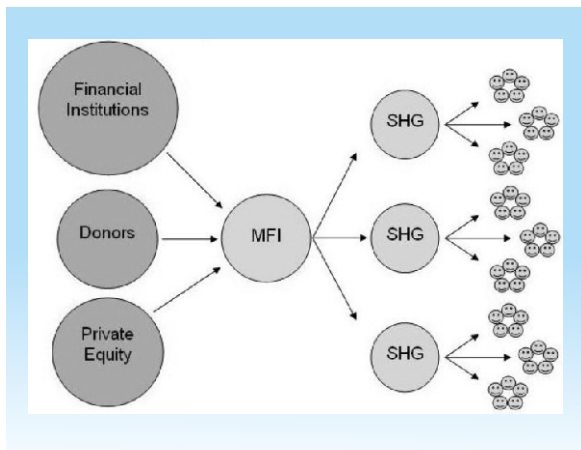 Financial
Institutions
Donors
Private
Equity
MFI
SHG
SHG
SHG